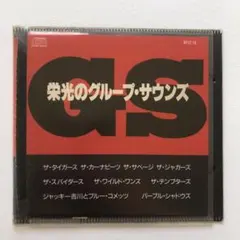 GS
栄光のグループ・サウンズ
ザ・タイガース ザ・カーナビーツ ザ・サベージ ザ・ジャガーズ
ザ・スパイダース ザ・ワイルド・ワンズ ザ・テンプターズ
ジャッキー吉川とブルー・コメッツ パープル・シャドウズ